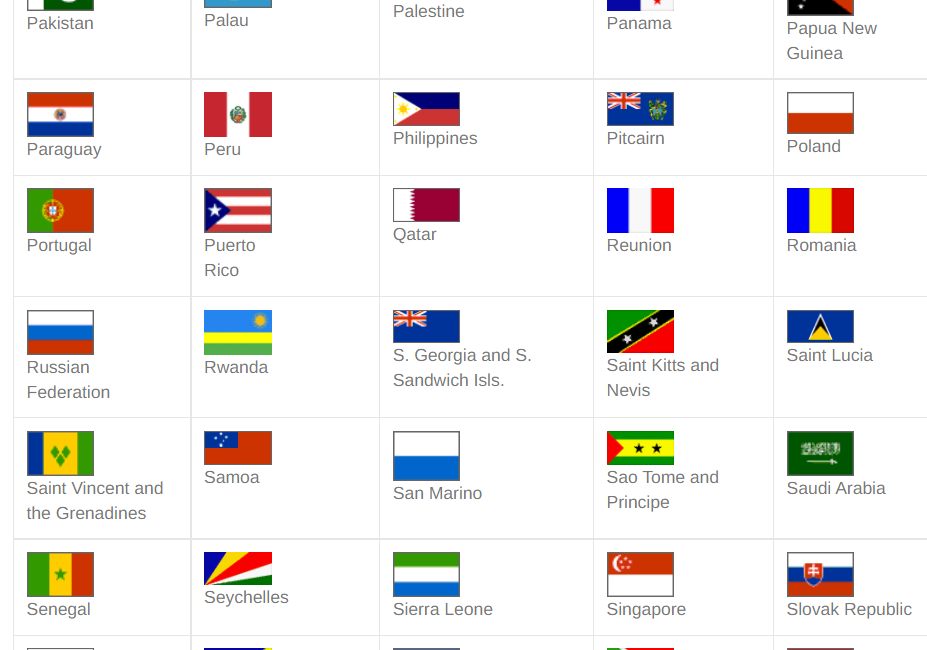 Pakistan
Palau
Palestine
Panama
Papua New
Guinea
Paraguay
Peru
Philippines
Pitcairn
Poland
Portugal
Puerto
Rico
Qatar
Reunion
Romania
Russian
Federation
Rwanda
S. Georgia and S.
Sandwich Isls.
Saint Kitts and
Nevis
Saint Lucia
Saint Vincent and
the Grenadines
Samoa
San Marino
Sao Tome and
Principe
Saudi Arabia
Senegal
Seychelles
Sierra Leone
Singapore
Slovak Republic